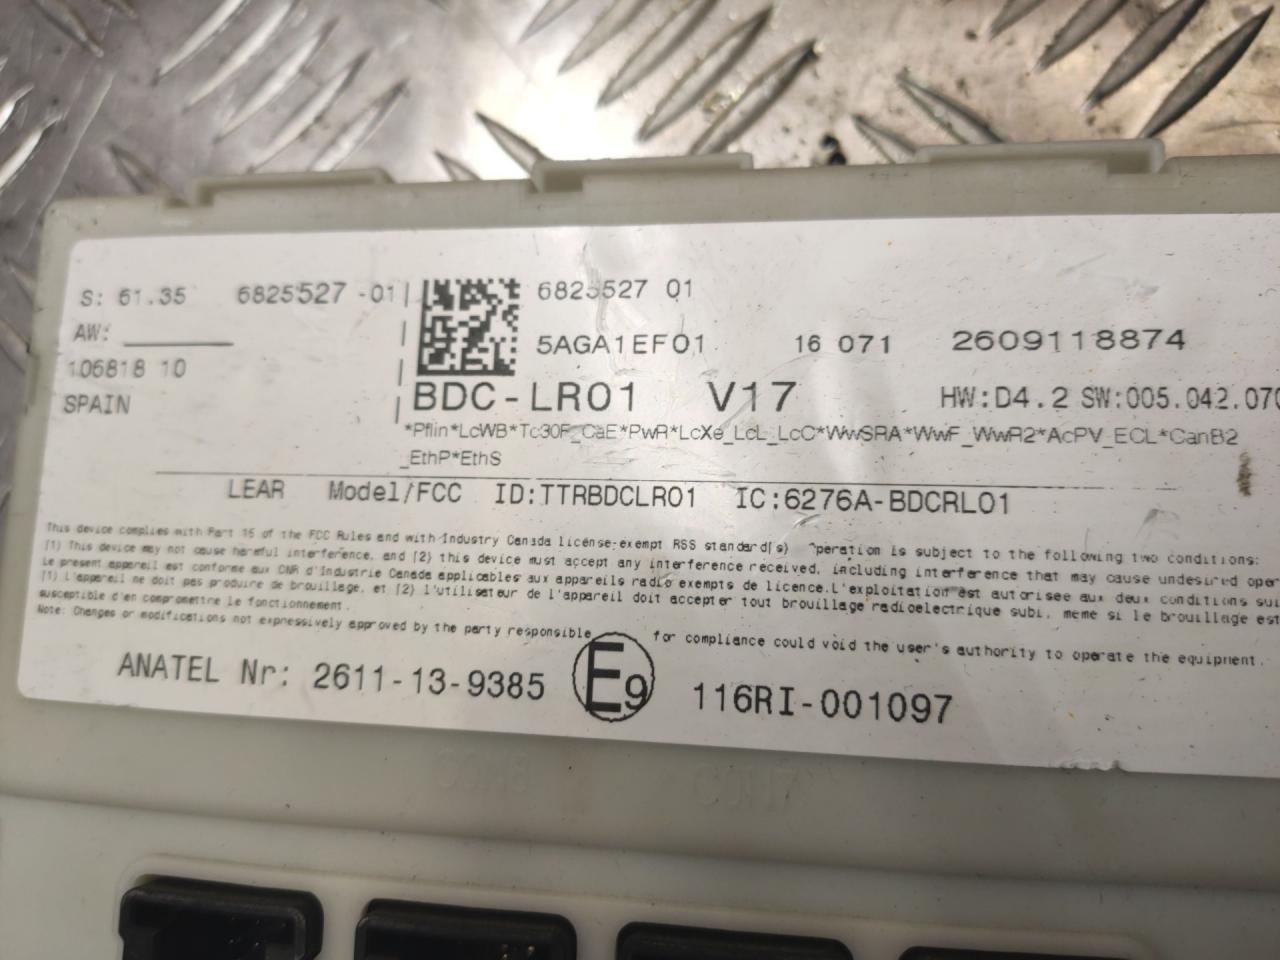 S: 61.35 6825527 -01 6825527 01
AW:
5AGA1EF01 16 071 2609118874
106818 10
SPAIN
BDC-LR01 V17 HW:D4.2 SW:005.042.070
*Pflin*LcWB*Tc30F_CaE*PwR*LcXe_LcL_LcC*WwSRA*WwF_WwR2*AcPV_ECL*CanB2
_EthP*EthS
LEAR Model/FCC ID:TTRBDCLR01 IC:6276A-BDCRL01
This device complies with Part 15 of the FCC Rules and with Industry Canada license-exempt RSS standard(s) Operation is subject to the following two conditions:
(1) This device may not cause harmful interference, and (2) this device must accept any interference received, including interference that may cause undesired oper
Le present appareil est conforme aux CNR d'Industrie Canada applicables aux appareils radio exempts de licence.L'exploitation est autorisee aux deux conditions sui
(1) L'appareil ne doit pas produire de brouillage, et (2) l'utilisateur de l'appareil doit accepter tout brouillage radioelectrique subi, meme si le brouillage est
susceptible d'en compromettre le fonctionnement.
Note: Changes or modifications not expressively approved by the party responsible for compliance could void the user's authority to operate the equipment.
ANATEL Nr: 2611-13-9385 E9 116RI-001097